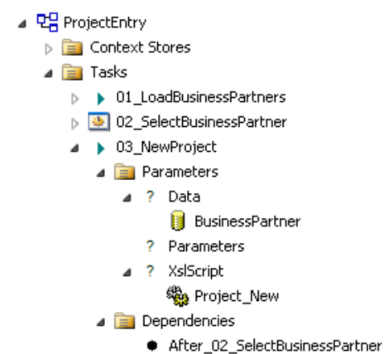 ProjectEntry
Context Stores
Tasks
01_LoadBusinessPartners
02_SelectBusinessPartner
03_NewProject
Parameters
? Data
BusinessPartner
? Parameters
? XslScript
Project_New
Dependencies
After_02_SelectBusinessPartner